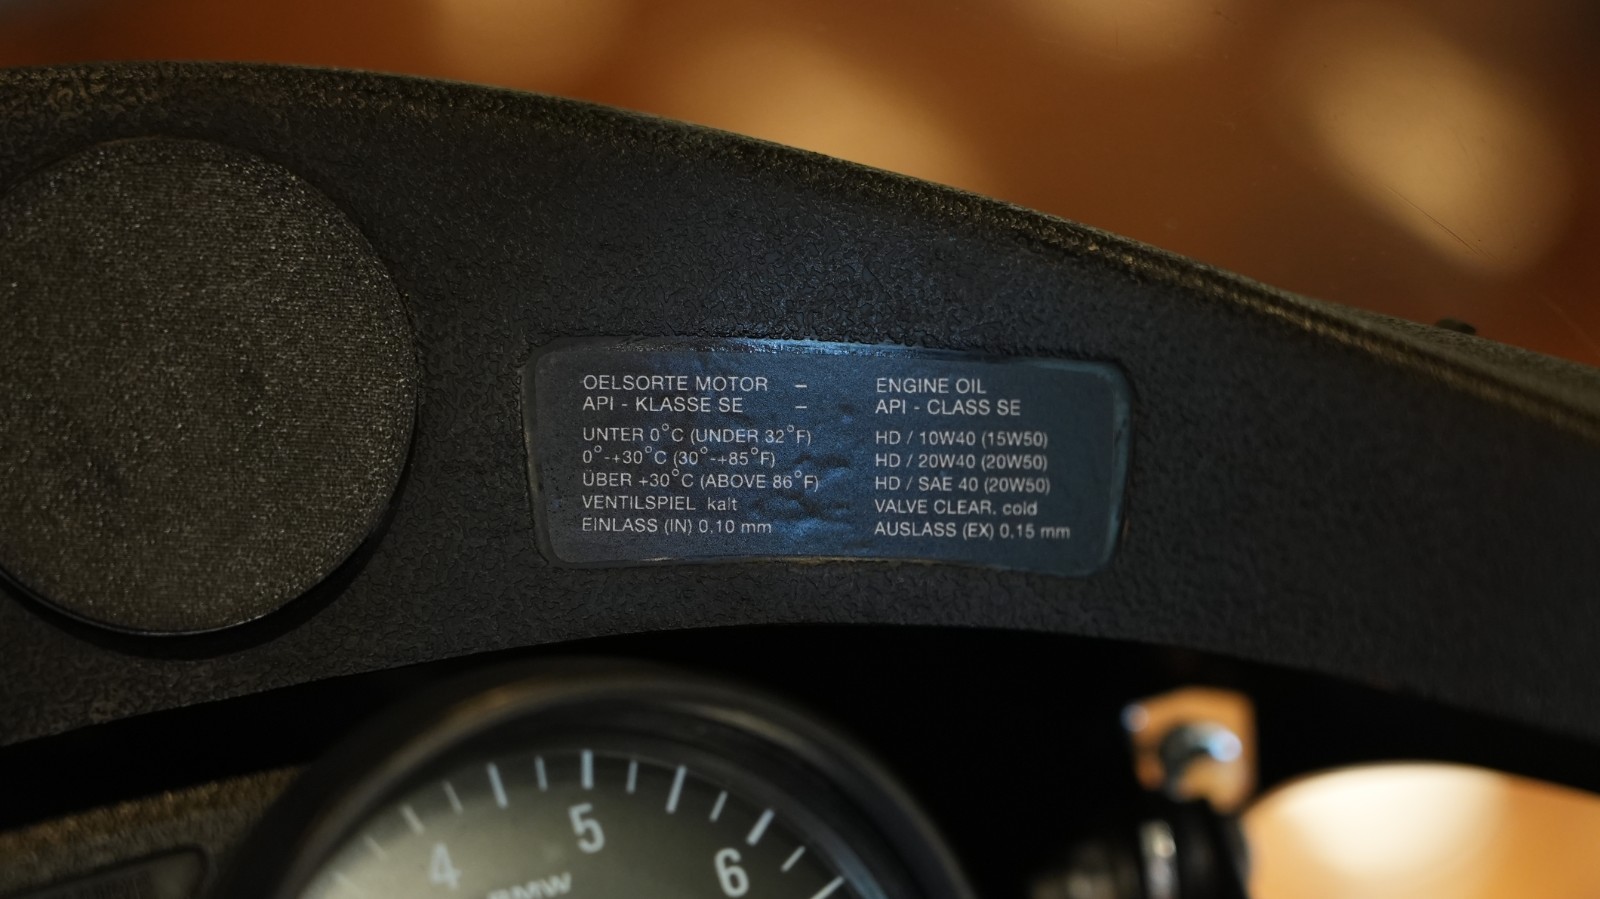 OELSORTE MOTOR – ENGINE OIL
API - KLASSE SE – API - CLASS SE
UNTER 0°C (UNDER 32°F) HD / 10W40 (15W50)
0°-+30°C (30°-+85°F) HD / 20W40 (20W50)
ÜBER +30°C (ABOVE 86°F) HD / SAE 40 (20W50)
VENTILSPIEL kalt VALVE CLEAR. cold
EINLASS (IN) 0,10 mm AUSLASS (EX) 0,15 mm
4 5 6
BMW